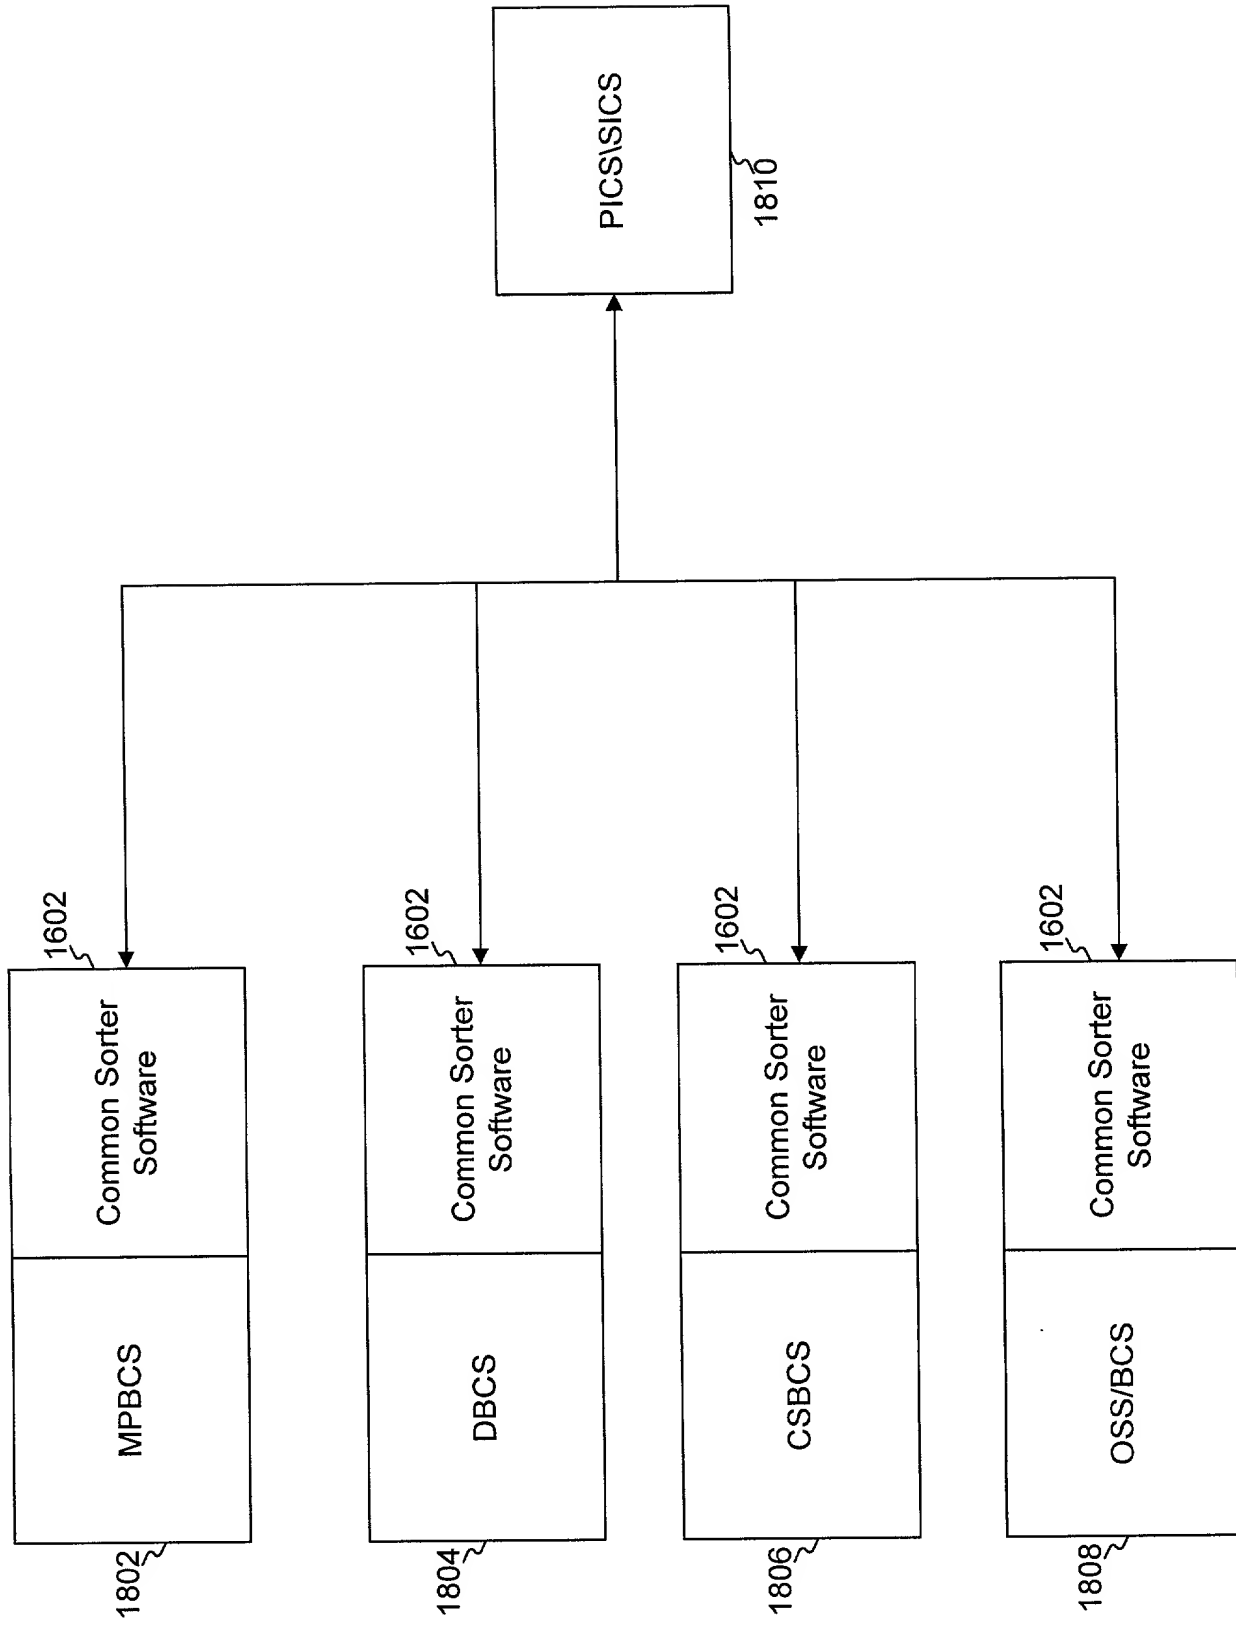 1802
MPBCS
Common Sorter
Software
1602
1804
DBCS
Common Sorter
Software
1602
1806
CSBCS
Common Sorter
Software
1602
1808
OSS/BCS
Common Sorter
Software
1602
PICS\SICS
1810